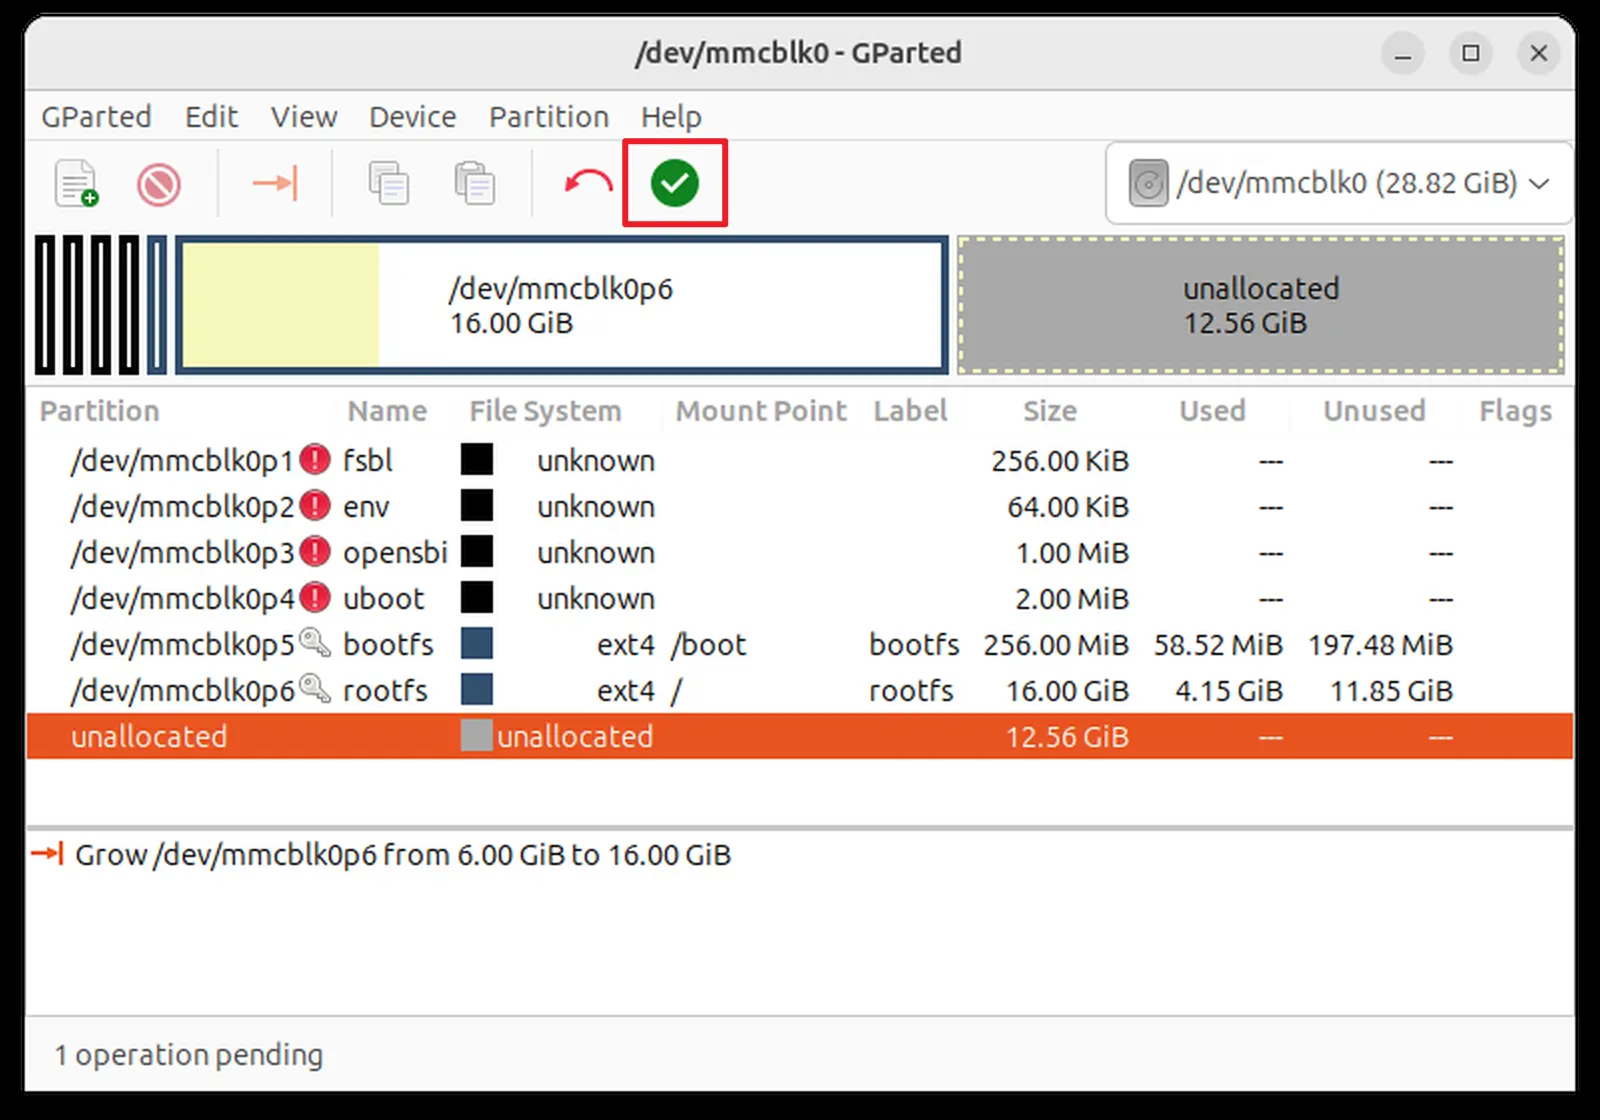 /dev/mmcblk0 - GParted
GParted Edit View Device Partition Help
/dev/mmcblk0 (28.82 GiB)
/dev/mmcblk0p6
16.00 GiB
unallocated
12.56 GiB
Partition Name File System Mount Point Label Size Used Unused Flags
/dev/mmcblk0p1 fsbl unknown 256.00 KiB --- ---
/dev/mmcblk0p2 env unknown 64.00 KiB --- ---
/dev/mmcblk0p3 opensbi unknown 1.00 MiB --- ---
/dev/mmcblk0p4 uboot unknown 2.00 MiB --- ---
/dev/mmcblk0p5 bootfs ext4 /boot bootfs 256.00 MiB 58.52 MiB 197.48 MiB
/dev/mmcblk0p6 rootfs ext4 / rootfs 16.00 GiB 4.15 GiB 11.85 GiB
unallocated unallocated 12.56 GiB --- ---
Grow /dev/mmcblk0p6 from 6.00 GiB to 16.00 GiB
1 operation pending